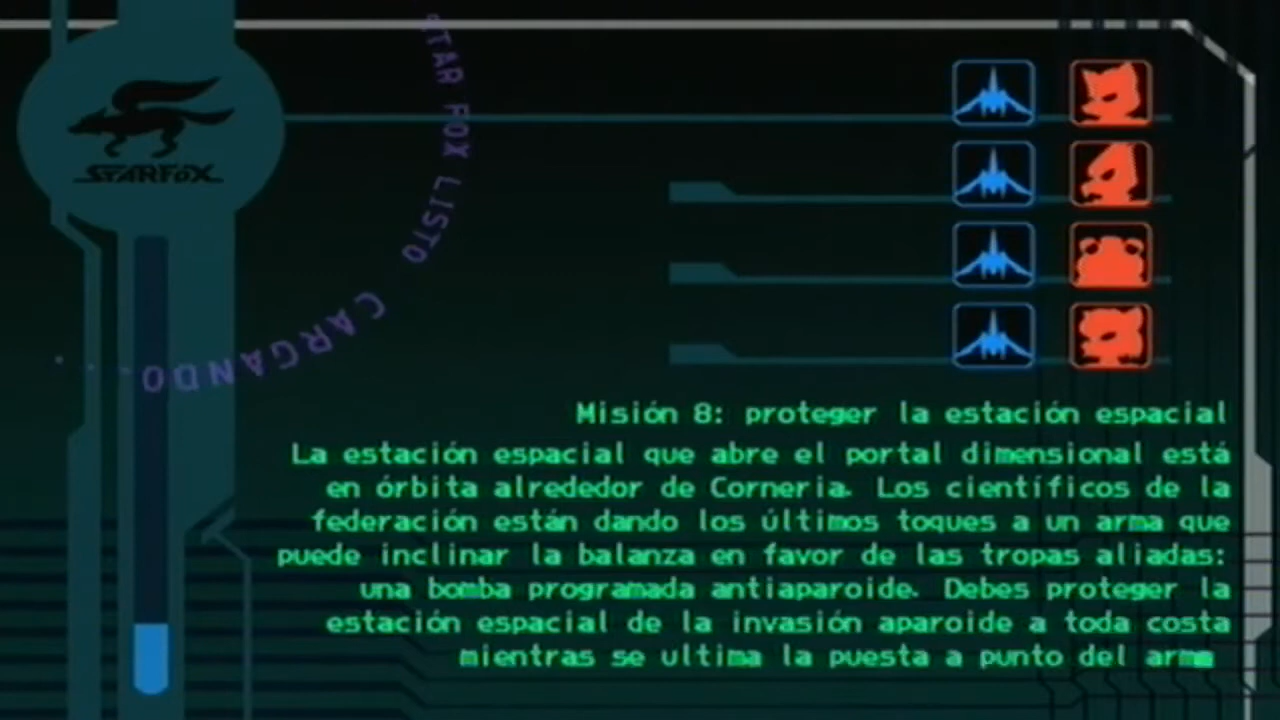 STARFOX
STAR FOX LISTO
CARGANDO . . .
Misión 8: proteger la estación espacial
La estación espacial que abre el portal dimensional está
en órbita alrededor de Corneria. Los científicos de la
federación están dando los últimos toques a un arma que
puede inclinar la balanza en favor de las tropas aliadas:
una bomba programada antiaparoide. Debes proteger la
estación espacial de la invasión aparoide a toda costa
mientras se ultima la puesta a punto del arma